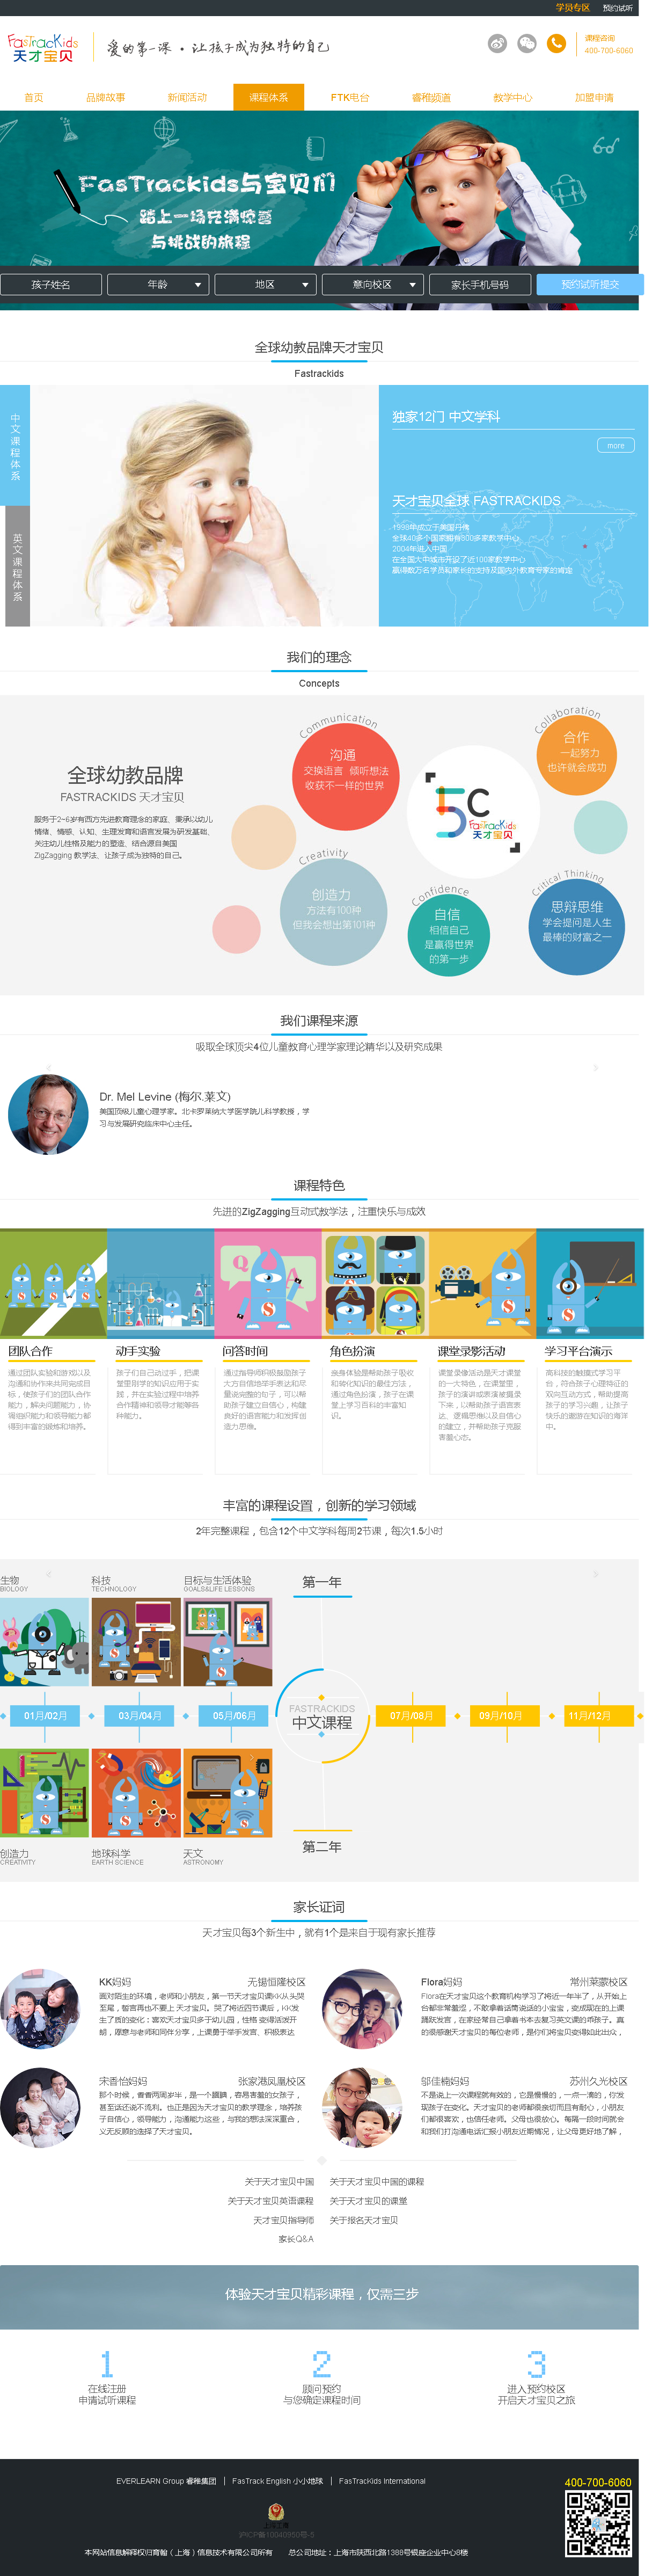 学员专区 预约试听
FasTracKids
天才宝贝
爱的第一课·让孩子成为独特的自己
课程咨询
400-700-6060
首页 品牌故事 新闻活动 课程体系 FTK电台 睿稚频道 教学中心 加盟申请
FasTrackids与宝贝们
踏上一场充满惊喜
与挑战的旅程
孩子姓名 年龄 地区 意向校区 家长手机号码 预约试听提交
全球幼教品牌天才宝贝
Fastrackids
中文课程体系
英文课程体系
独家12门 中文学科
more
天才宝贝全球 FASTRACKIDS
1998年成立于美国丹佛
全球40多个国家拥有800多家教学中心
2004年进入中国
在全国大中城市开设了近100家教学中心
赢得数万名学员和家长的支持及国内外教育专家的肯定
我们的理念
Concepts
全球幼教品牌
FASTRACKIDS 天才宝贝
服务于2-6岁有西方先进教育理念的家庭、秉承以幼儿
情绪、情感、认知、生理发育和语言发展为研发基础、
关注幼儿性格及能力的塑造、结合源自美国
ZigZagging 教学法、让孩子成为独特的自己。
Communication
沟通
交换语言 倾听想法
收获不一样的世界
Collaboration
合作
一起努力
也许就会成功
5C
FasTracKids
天才宝贝
Creativity
创造力
方法有100种
但我会想出第101种
Confidence
自信
相信自己
是赢得世界
的第一步
Critical Thinking
思辩思维
学会提问是人生
最棒的财富之一
我们课程来源
吸取全球顶尖4位儿童教育心理学家理论精华以及研究成果
Dr. Mel Levine (梅尔.莱文)
美国顶级儿童心理学家。北卡罗莱纳大学医学院儿科学教授，学
习与发展研究临床中心主任。
课程特色
先进的ZigZagging互动式教学法，注重快乐与成效
Q A
团队合作
通过团队实验和游戏以及
沟通和协作来共同完成目
标，使孩子们的团队合作
能力，解决问题能力，协
调组织能力和领导能力都
得到丰富的锻炼和培养。
动手实验
孩子们自己动过手，把课
堂里刚学的知识应用于实
践，并在实验过程中培养
合作精神和领导才能等各
种能力。
问答时间
通过指导师积极鼓励孩子
大方自信地举手表达和尽
量说完整的句子，可以帮
助孩子建立自信心，构建
良好的语言能力和发挥创
造力思维。
角色扮演
亲身体验是帮助孩子吸收
和转化知识的最佳方法，
通过角色扮演，孩子在课
堂上学习百科的丰富知
识。
课堂录影活动
课堂录像活动是天才课堂
的一大特色，在课堂里，
孩子的演讲或表演被摄录
下来，以帮助孩子语言表
达、逻辑思维以及自信心
的建立，并帮助孩子克服
害羞心态。
学习平台演示
高科技的触摸式学习平
台，符合孩子心理特征的
双向互动方式，帮助提高
孩子的学习兴趣，让孩子
快乐的遨游在知识的海洋
中。
丰富的课程设置，创新的学习领域
2年完整课程，包含12个中文学科每周2节课，每次1.5小时
生物 科技 目标与生活体验
BIOLOGY TECHNOLOGY GOALS&LIFE LESSONS
第一年
01月/02月 03月/04月 05月/06月
FASTRACKIDS
中文课程
07月/08月 09月/10月 11月/12月
第二年
创造力 地球科学 天文
CREATIVITY EARTH SCIENCE ASTRONOMY
家长证词
天才宝贝每3个新生中，就有1个是来自于现有家长推荐
KK妈妈 无锡恒隆校区
面对陌生的环境，老师和小朋友，第一节天才宝贝课KK从头哭
至尾，誓言再也不要上 天才宝贝。哭了将近四节课后，KK发
生了质的变化：喜欢天才宝贝多于幼儿园，性格 变得活泼开
朗，愿意与老师和同伴分享，上课勇于举手发言、积极表达
Flora妈妈 常州莱蒙校区
Flora在天才宝贝这个教育机构学习了将近一年半了，从开始上
台都非常羞涩，不敢拿着话筒说话的小宝宝，变成现在的上课
踊跃发言，在家经常自己拿着书本去复习英文课的乖孩子。真
的很感谢天才宝贝的每位老师，是你们将宝贝变得如此出众，
宋香怡妈妈 张家港凤凰校区
那个时候，香香两周岁半，是一个腼腆，容易害羞的女孩子，
甚至话还说不流利。也正是因为天才宝贝的教学理念，培养孩
子自信心，领导能力，沟通能力这些，与我的想法深深重合，
义无反顾的选择了天才宝贝。
邬佳楠妈妈 苏州久光校区
不是说上一次课程就有效的，它是慢慢的，一点一滴的，你发
现孩子在变化。天才宝贝的老师都很亲切而且有耐心，小朋友
们都很喜欢，也信任老师。父母也很放心。每隔一段时间就会
和我们打沟通电话汇报小朋友近期情况，让父母更好地了解，
关于天才宝贝中国 关于天才宝贝中国的课程
关于天才宝贝英语课程 关于天才宝贝的课堂
天才宝贝指导师 关于报名天才宝贝
家长Q&A
体验天才宝贝精彩课程，仅需三步
1 2 3
在线注册 顾问预约 进入预约校区
申请试听课程 与您确定课程时间 开启天才宝贝之旅
EVERLEARN Group 睿稚集团 | FasTrack English 小小地球 | FasTracKids International
400-700-6060
上海工商
沪ICP备10040950号-5
本网站信息解释权归育翰（上海）信息技术有限公司所有 总公司地址：上海市陕西北路1388号银座企业中心8楼